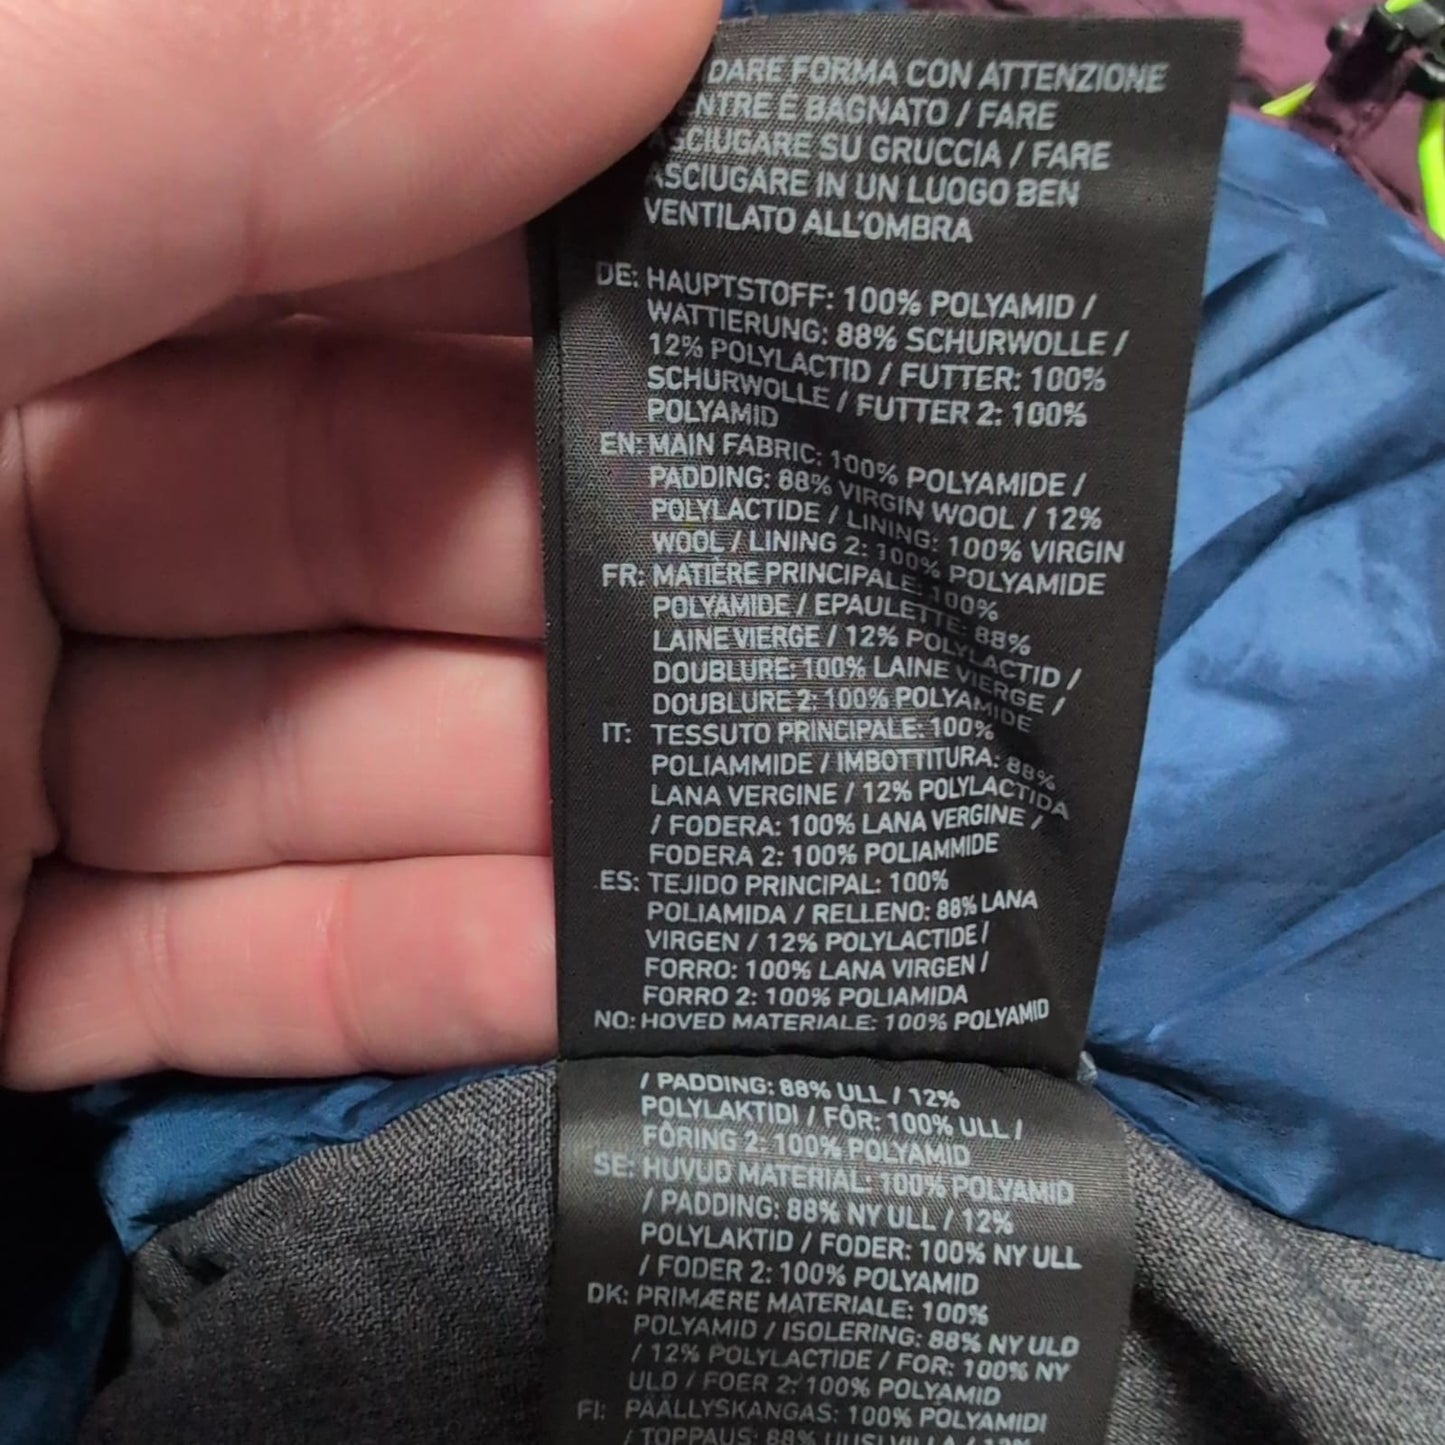 DARE FORMA CON ATTENZIONE
È BAGNATO / FARE
SU GRUCCIA / FARE
ASCIUGARE IN UN LUOGO BEN
VENTILATO ALL'OMBRA
DE: HAUPTSTOFF: 100% POLYAMID /
WATTIERUNG: 88% SCHURWOLLE /
12% POLYLACTID / FUTTER: 100%
SCHURWOLLE / FUTTER 2: 100%
POLYAMID
EN: MAIN FABRIC: 100% POLYAMIDE /
PADDING: 88% VIRGIN WOOL / 12%
POLYLACTIDE / LINING: 100% VIRGIN
WOOL / LINING 2: 100% POLYAMIDE
FR: MATIÈRE PRINCIPALE: 100%
POLYAMIDE / EPAULETTE: 88%
LAINE VIERGE / 12% POLYLACTID /
DOUBLURE: 100% LAINE VIERGE /
DOUBLURE 2: 100% POLYAMIDE
IT: TESSUTO PRINCIPALE: 100%
POLIAMMIDE / IMBOTTITURA: 88%
LANA VERGINE / 12% POLYLACTIDA
/ FODERA: 100% LANA VERGINE /
FODERA 2: 100% POLIAMMIDE
ES: TEJIDO PRINCIPAL: 100%
POLIAMIDA / RELLENO: 88% LANA
VIRGEN / 12% POLYLACTIDE /
FORRO: 100% LANA VIRGEN /
FORRO 2: 100% POLIAMIDA
NO: HOVED MATERIALE: 100% POLYAMID
/ PADDING: 88% ULL / 12%
POLYLAKTIDI / FÔR: 100% ULL /
FÔRING 2: 100% POLYAMID
SE: HUVUD MATERIAL: 100% POLYAMID
/ PADDING: 88% NY ULL / 12%
POLYLAKTID / FODER: 100% NY ULL
/ FODER 2: 100% POLYAMID
DK: PRIMÆRE MATERIALE: 100%
POLYAMID / ISOLERING: 88% NY ULD
/ 12% POLYLACTIDE / FOR: 100% NY
ULD / FOER 2: 100% POLYAMID
FI: PÄÄLLYSKANGAS: 100% POLYAMIDI
/ TOPPAUS: 88% UUSI VILLA / 12%